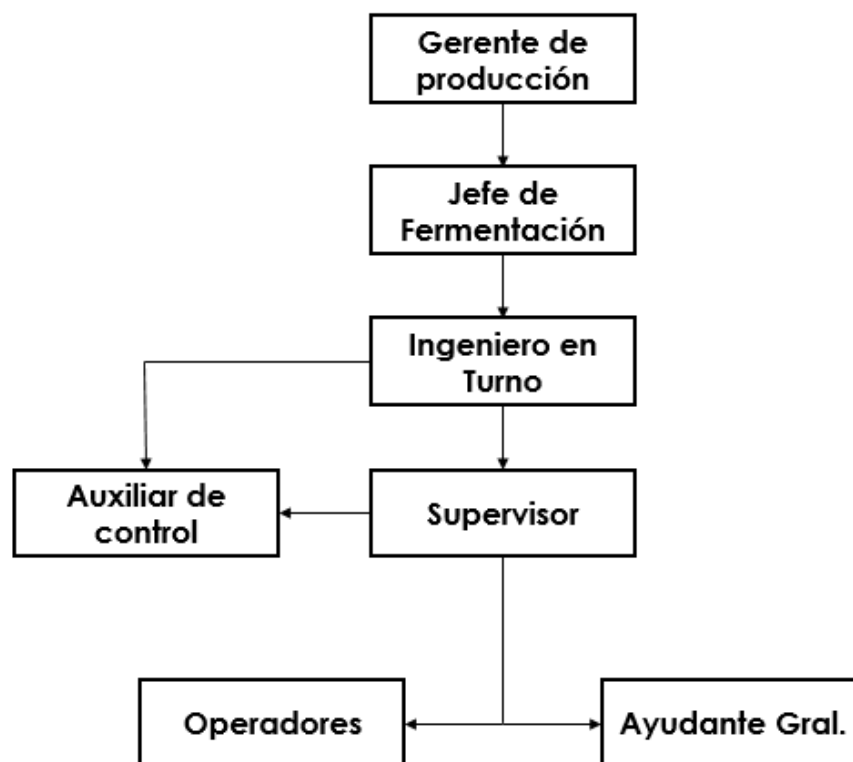 Gerente de
producción
Jefe de
Fermentación
Ingeniero en
Turno
Auxiliar de
control
Supervisor
Operadores
Ayudante Gral.